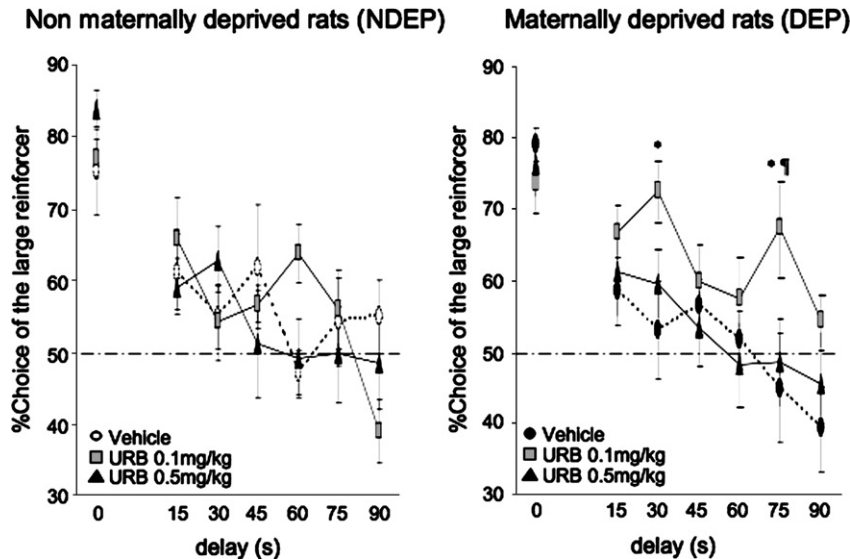 Non maternally deprived rats (NDEP)
%Choice of the large reinforcer
90
80
70
60
50
40
30
Vehicle
URB 0.1mg/kg
URB 0.5mg/kg
0 15 30 45 60 75 90
delay (s)
Maternally deprived rats (DEP)
%Choice of the large reinforcer
90
80
70
60
50
40
30
* 
* ¶
Vehicle
URB 0.1mg/kg
URB 0.5mg/kg
0 15 30 45 60 75 90
delay (s)